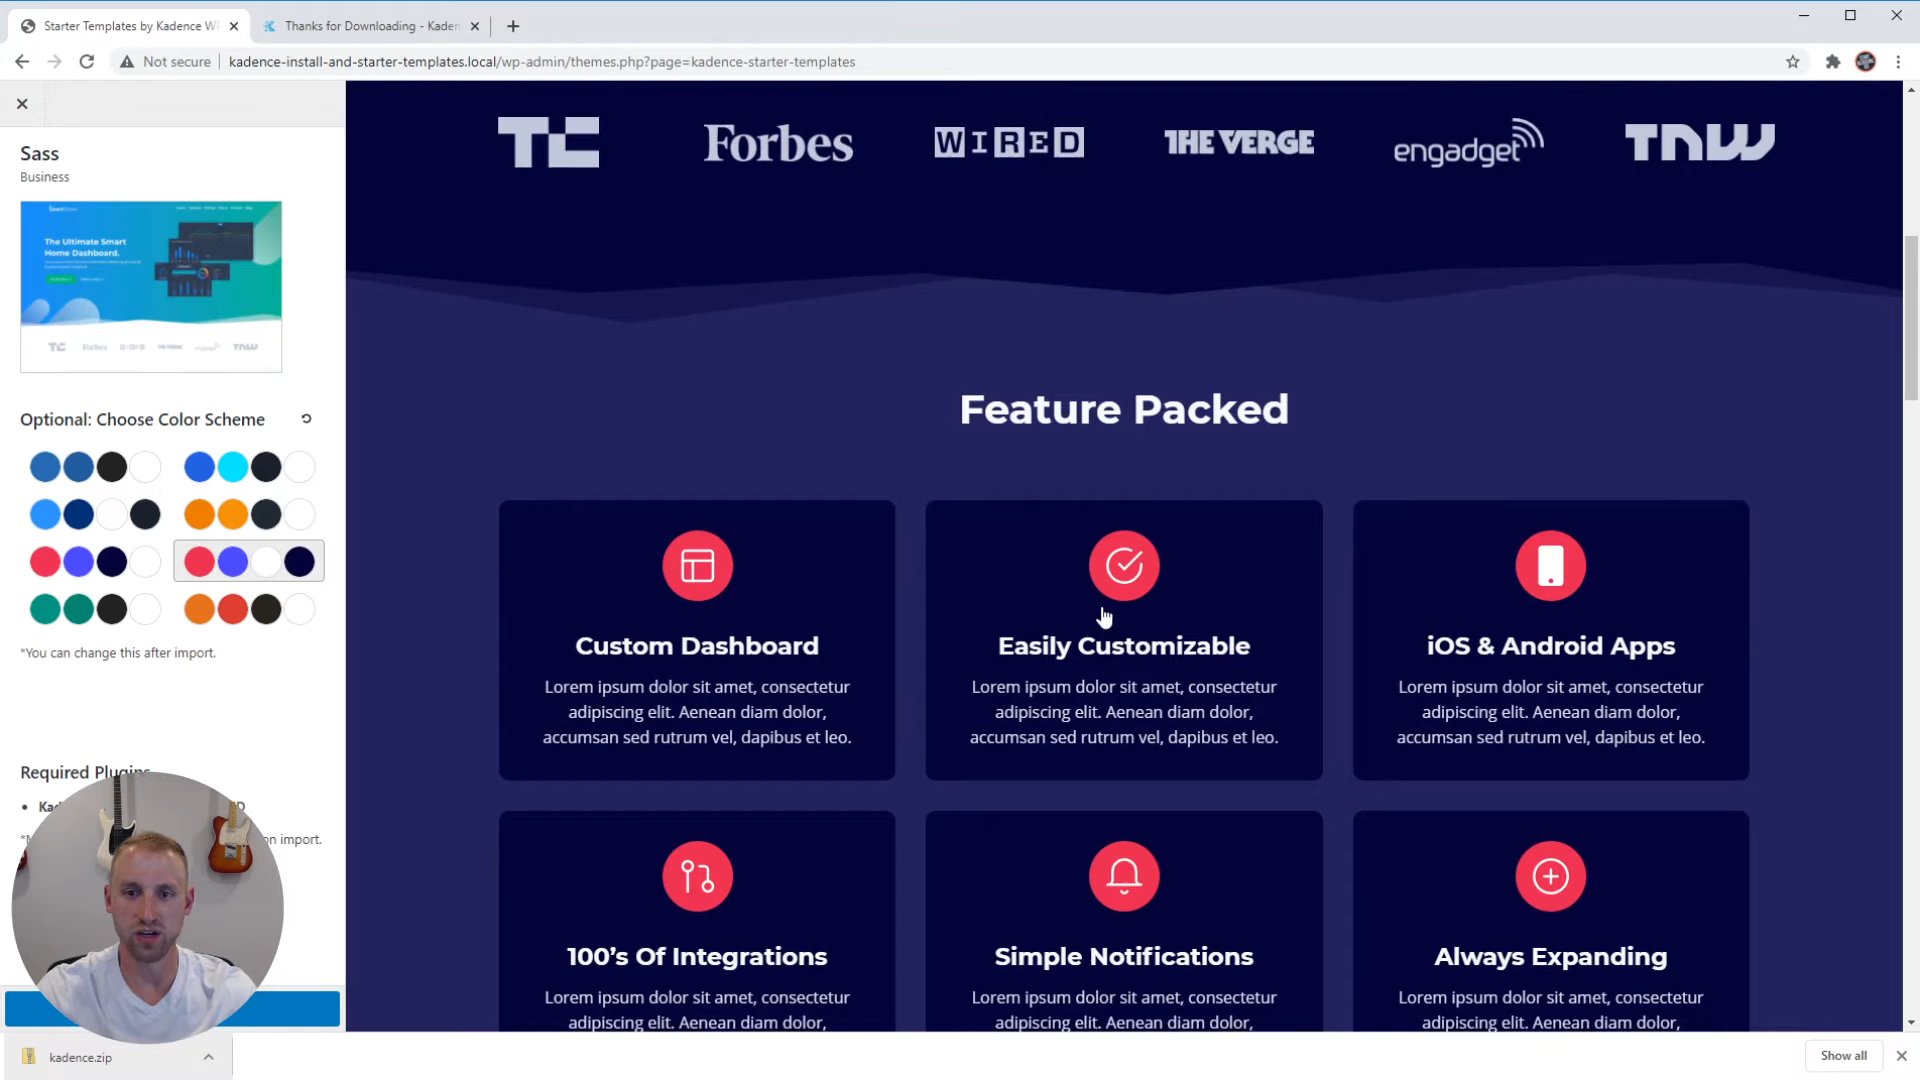 Starter Templates by Kadence W
Thanks for Downloading - Kaden
Not secure
kadence-install-and-starter-templates.local/wp-admin/themes.php?page=kadence-starter-templates
Sass
Business
The Ultimate Smart
Home Dashboard.
TC Forbes WIRED THE VERGE engadget TNW
Optional: Choose Color Scheme
*You can change this after import.
Required Plugins
on import.
TC Forbes WIRED THE VERGE engadget TNW
Feature Packed
Custom Dashboard
Lorem ipsum dolor sit amet, consectetur
adipiscing elit. Aenean diam dolor,
accumsan sed rutrum vel, dapibus et leo.
Easily Customizable
Lorem ipsum dolor sit amet, consectetur
adipiscing elit. Aenean diam dolor,
accumsan sed rutrum vel, dapibus et leo.
iOS & Android Apps
Lorem ipsum dolor sit amet, consectetur
adipiscing elit. Aenean diam dolor,
accumsan sed rutrum vel, dapibus et leo.
100's Of Integrations
Lorem ipsum dolor sit amet, consectetur
adipiscing elit. Aenean diam dolor,
Simple Notifications
Lorem ipsum dolor sit amet, consectetur
adipiscing elit. Aenean diam dolor,
Always Expanding
Lorem ipsum dolor sit amet, consectetur
adipiscing elit. Aenean diam dolor,
kadence.zip
Show all